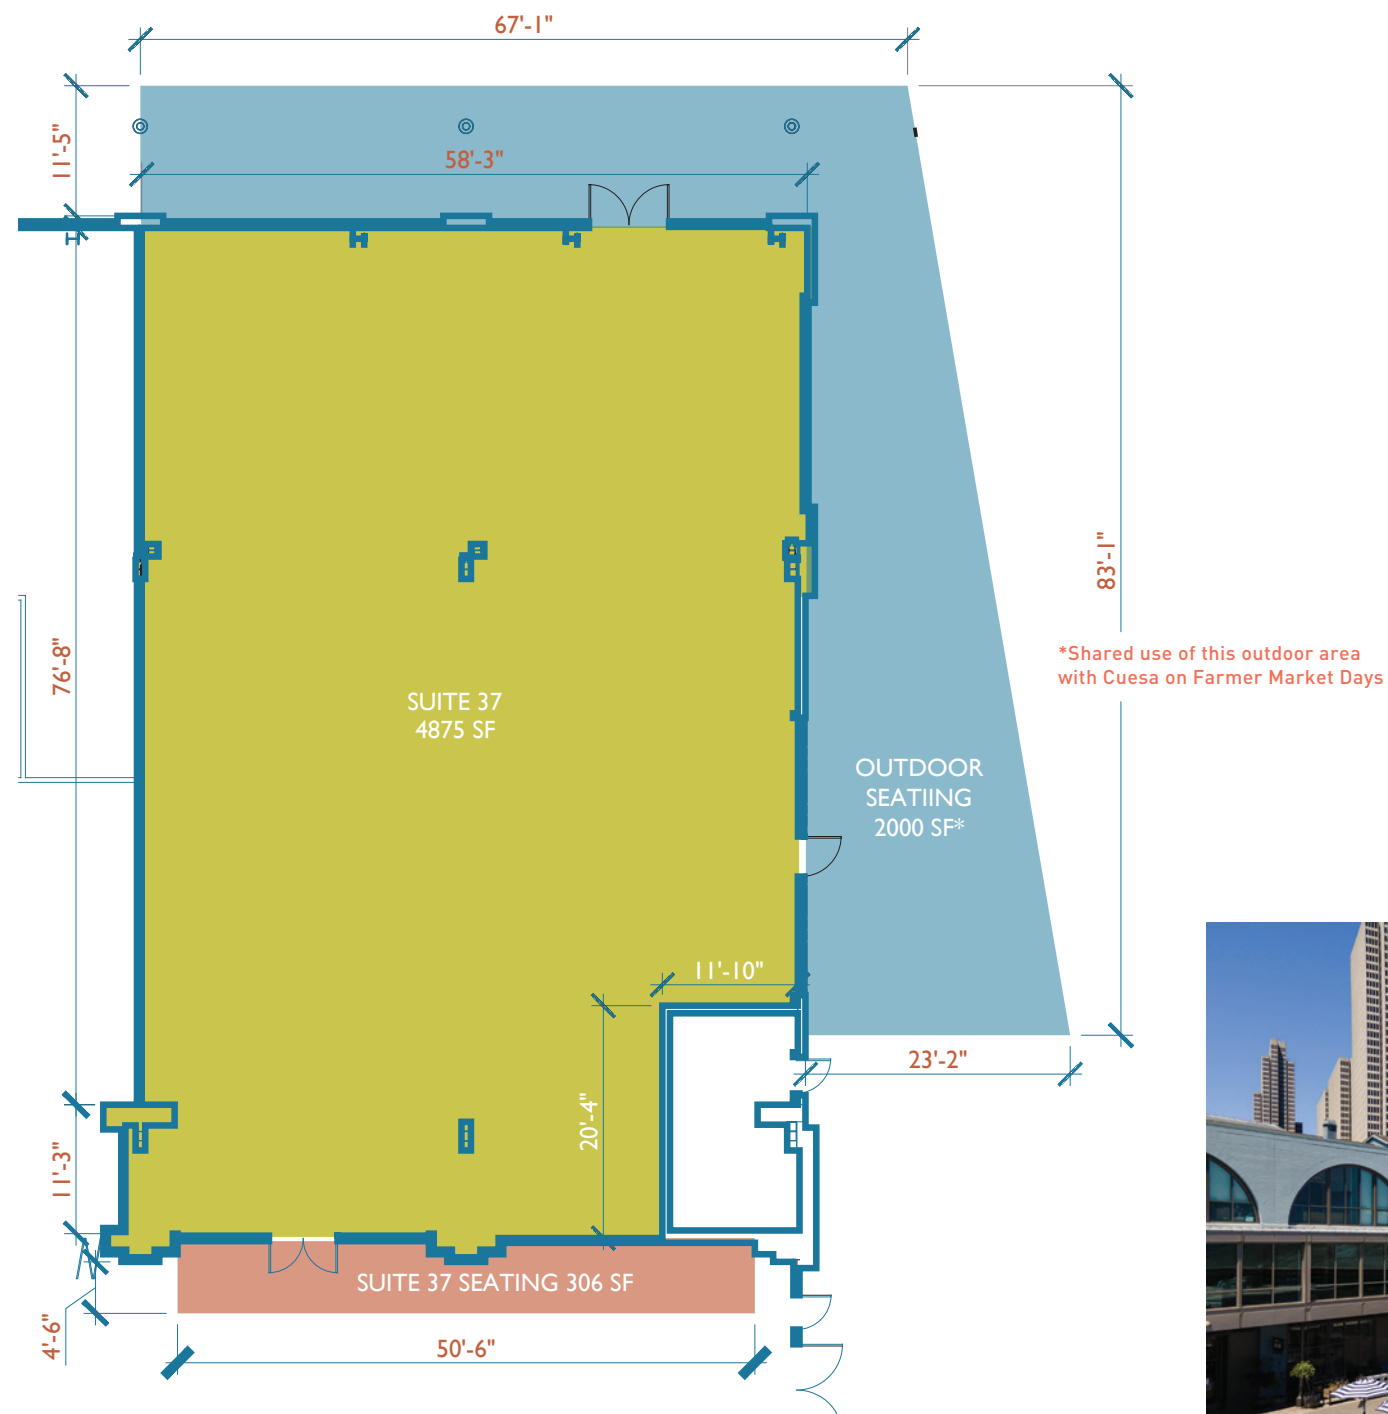 67'-1"
11'-5"
58'-3"
83'-1"
76'-8"
*Shared use of this outdoor area
with Cuesa on Farmer Market Days
SUITE 37
4875 SF
OUTDOOR
SEATIING
2000 SF*
11'-10"
23'-2"
20'-4"
11'-3"
SUITE 37 SEATING 306 SF
4'-6"
50'-6"